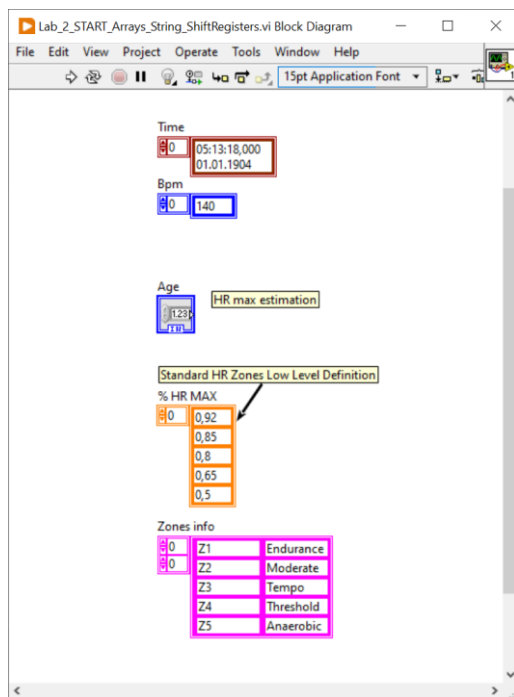 Lab_2_START_Arrays_String_ShiftRegisters.vi Block Diagram
File Edit View Project Operate Tools Window Help
15pt Application Font
1
Time
0 05:13:18,000
01.01.1904
Bpm
0 140
Age
HR max estimation
1.23
Standard HR Zones Low Level Definition
% HR MAX
0 0,92
0,85
0,8
0,65
0,5
Zones info
0 Z1 Endurance
0 Z2 Moderate
Z3 Tempo
Z4 Threshold
Z5 Anaerobic